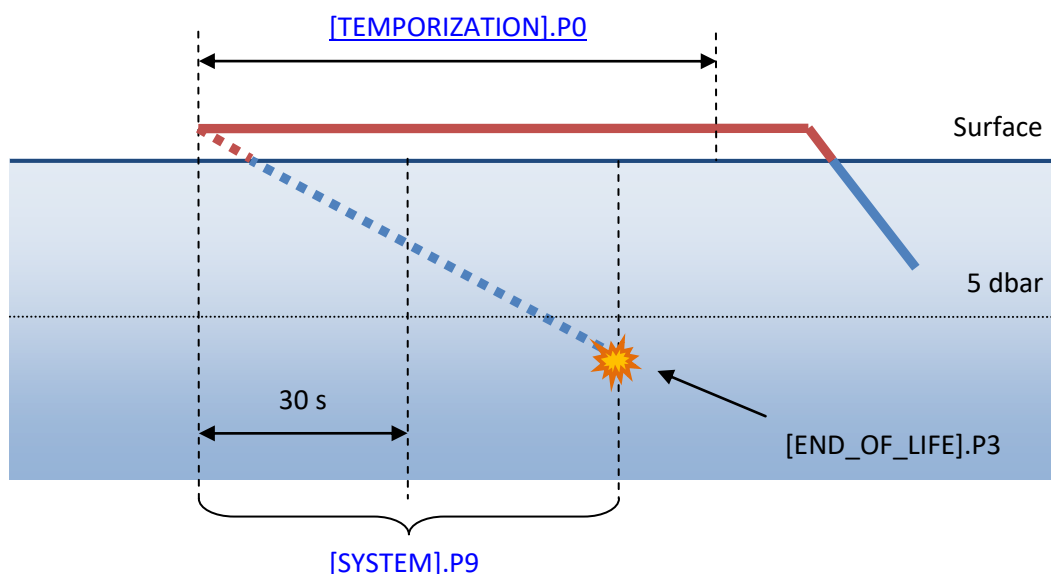 [TEMPORIZATION].P0
Surface
5 dbar
30 s
[END_OF_LIFE].P3
[SYSTEM].P9